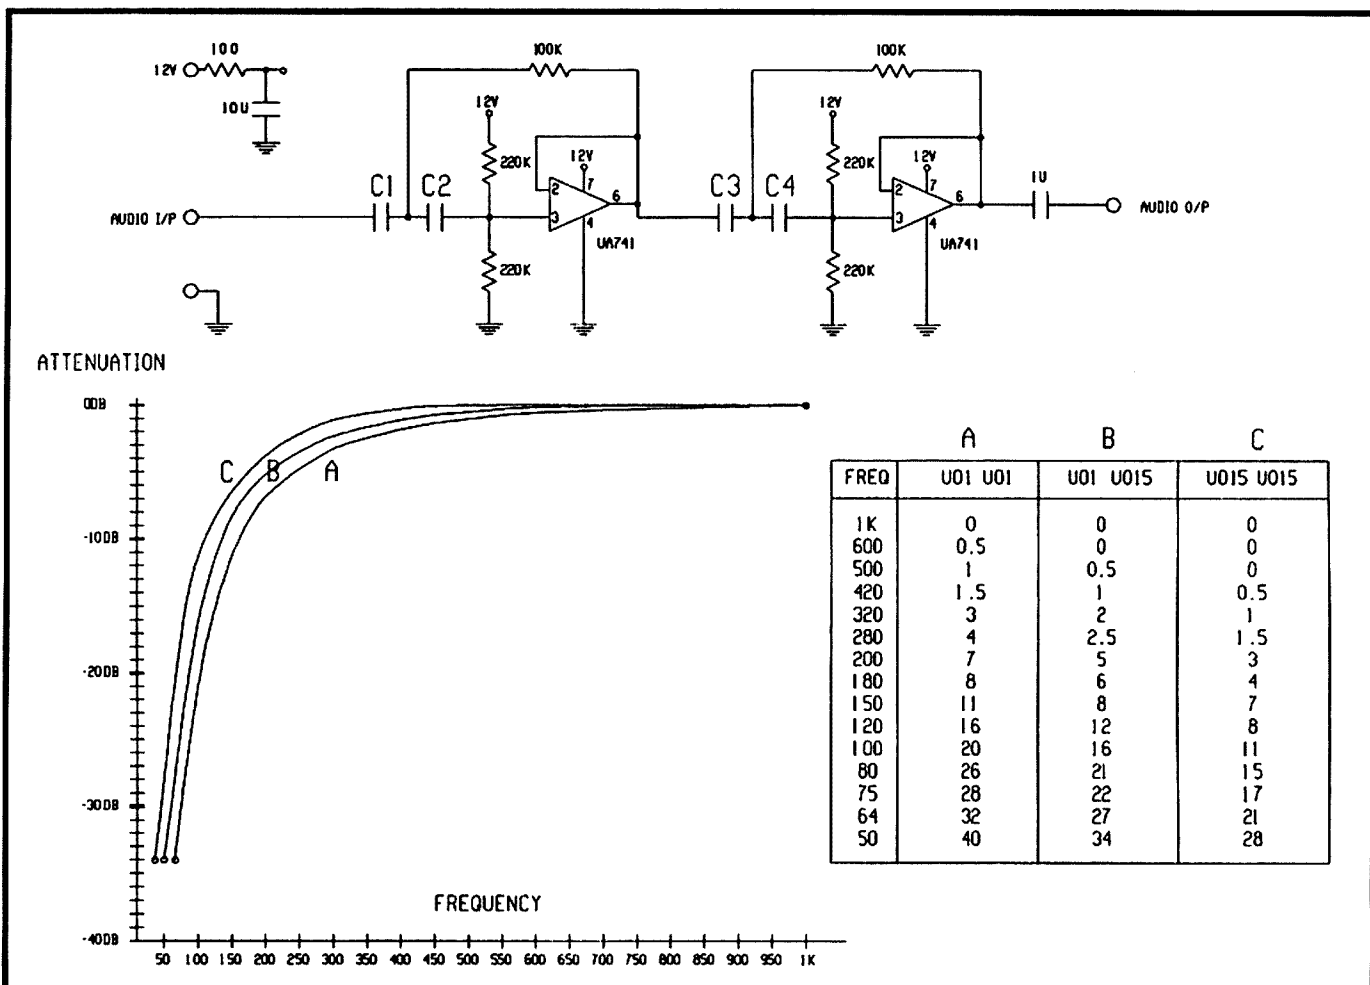 100
12V
10U
100K
100K
12V
12V
220K
220K
12V
12V
C1 C2
C3 C4
2
7
6
3
4
2
7
6
3
4
1U
AUDIO I/P
AUDIO O/P
UA741
UA741
220K
220K
ATTENUATION
0DB
-10DB
-20DB
-30DB
-40DB
C B A
FREQUENCY
50 100 150 200 250 300 350 400 450 500 550 600 650 700 750 800 850 900 950 1K
A B C
FREQ U01 U01 U01 U015 U015 U015
1K 0 0 0
600 0.5 0 0
500 1 0.5 0
420 1.5 1 0.5
320 3 2 1
280 4 2.5 1.5
200 7 5 3
180 8 6 4
150 11 8 7
120 16 12 8
100 20 16 11
80 26 21 15
75 28 22 17
64 32 27 21
50 40 34 28